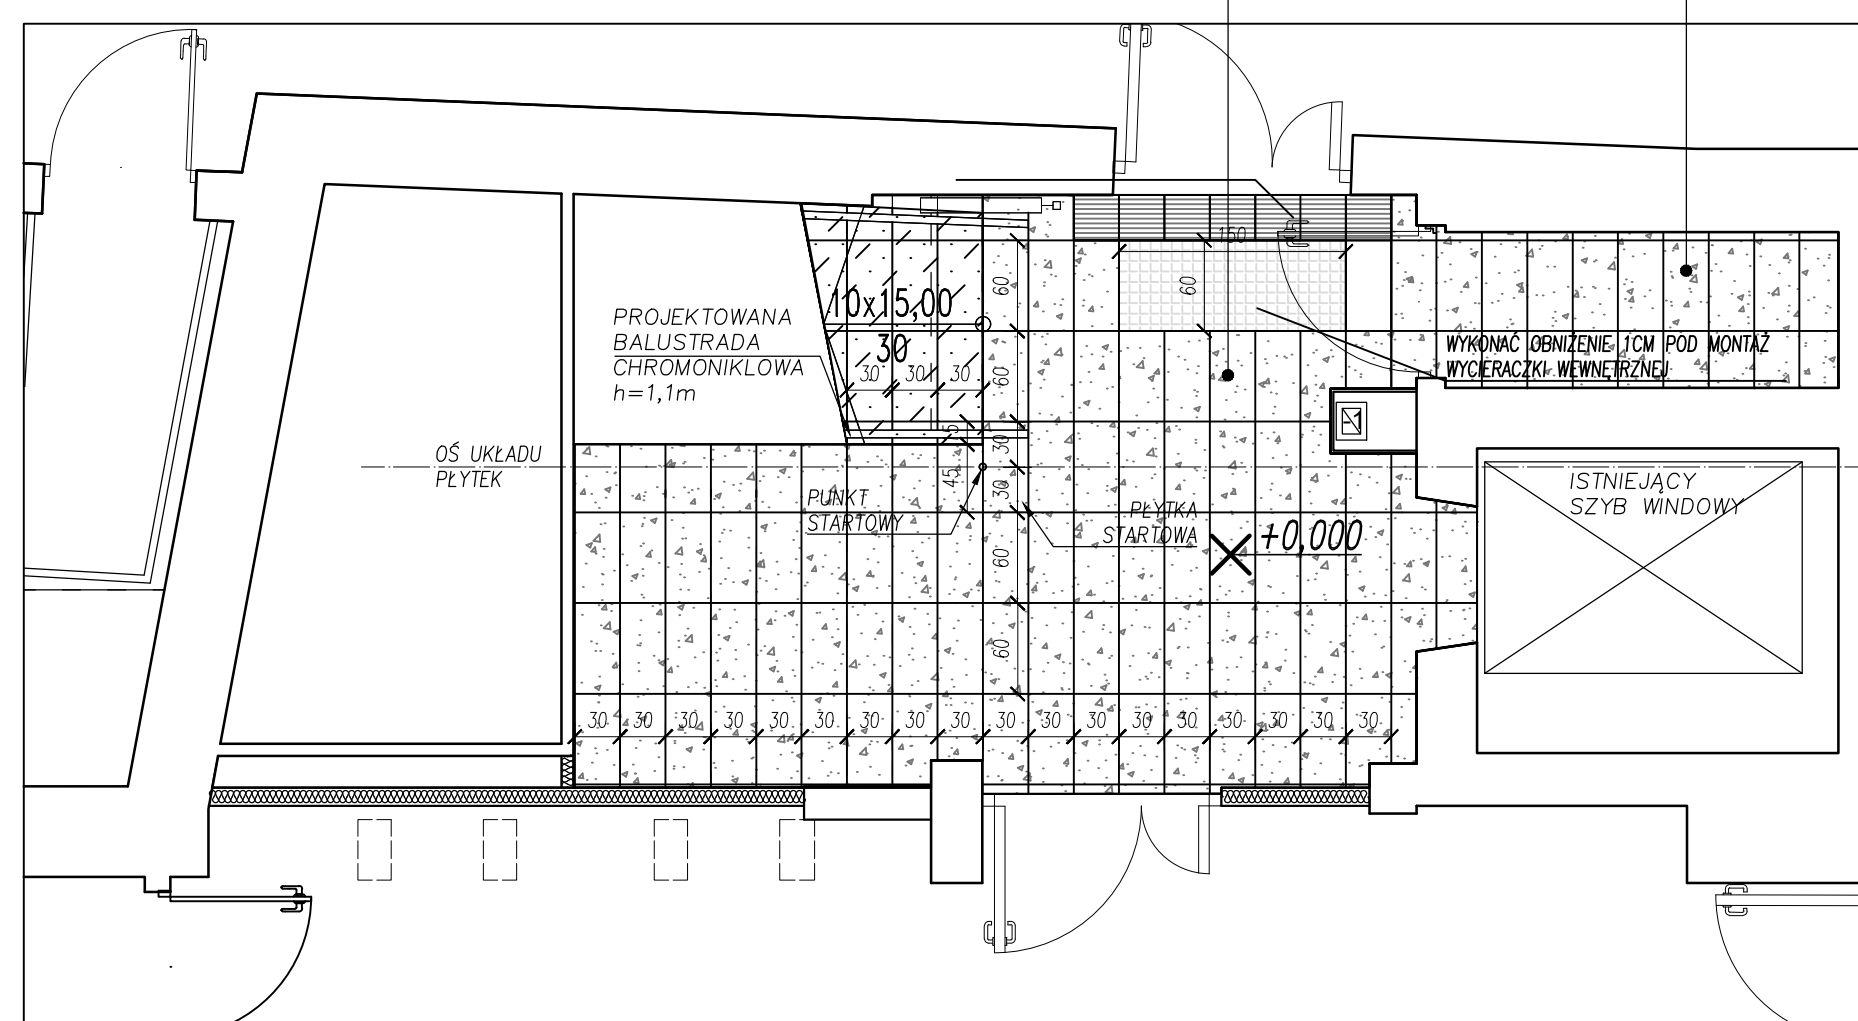 150
60
60
10x15,00
30
PROJEKTOWANA
BALUSTRADA
CHROMONIKLOWA
h=1,1m
WYKONAĆ OBNIŻENIE 1CM POD MONTAŻ
WYCIERACZKI WEWNĘTRZNEJ
30 30 30
60
-1
15
30
OŚ UKŁADU
PŁYTEK
45
30
PUNKT
STARTOWY
PŁYTKA
STARTOWA
ISTNIEJĄCY
SZYB WINDOWY
+0,000
60
60
30 30 30 30 30 30 30 30 30 30 30 30 30 30 30 30 30 30